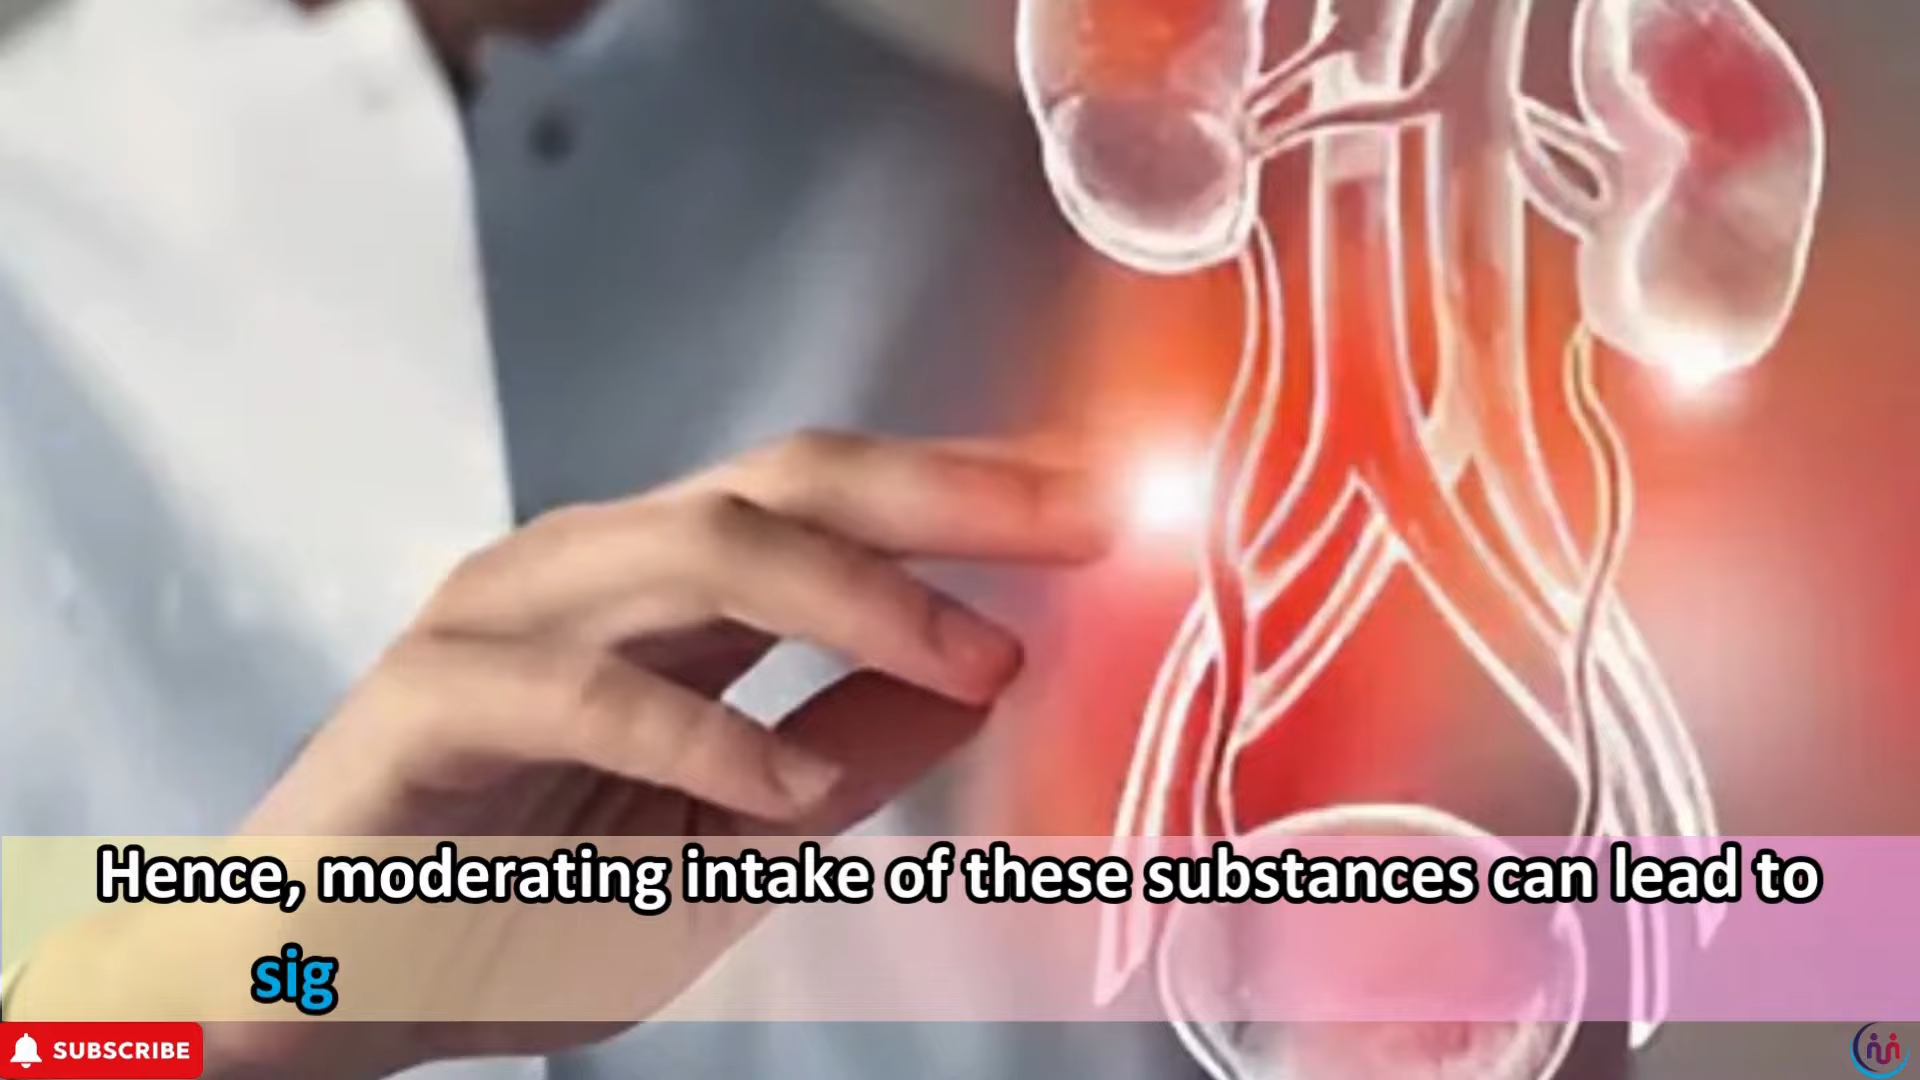 Hence, moderating intake of these substances can lead to
sig
SUBSCRIBE